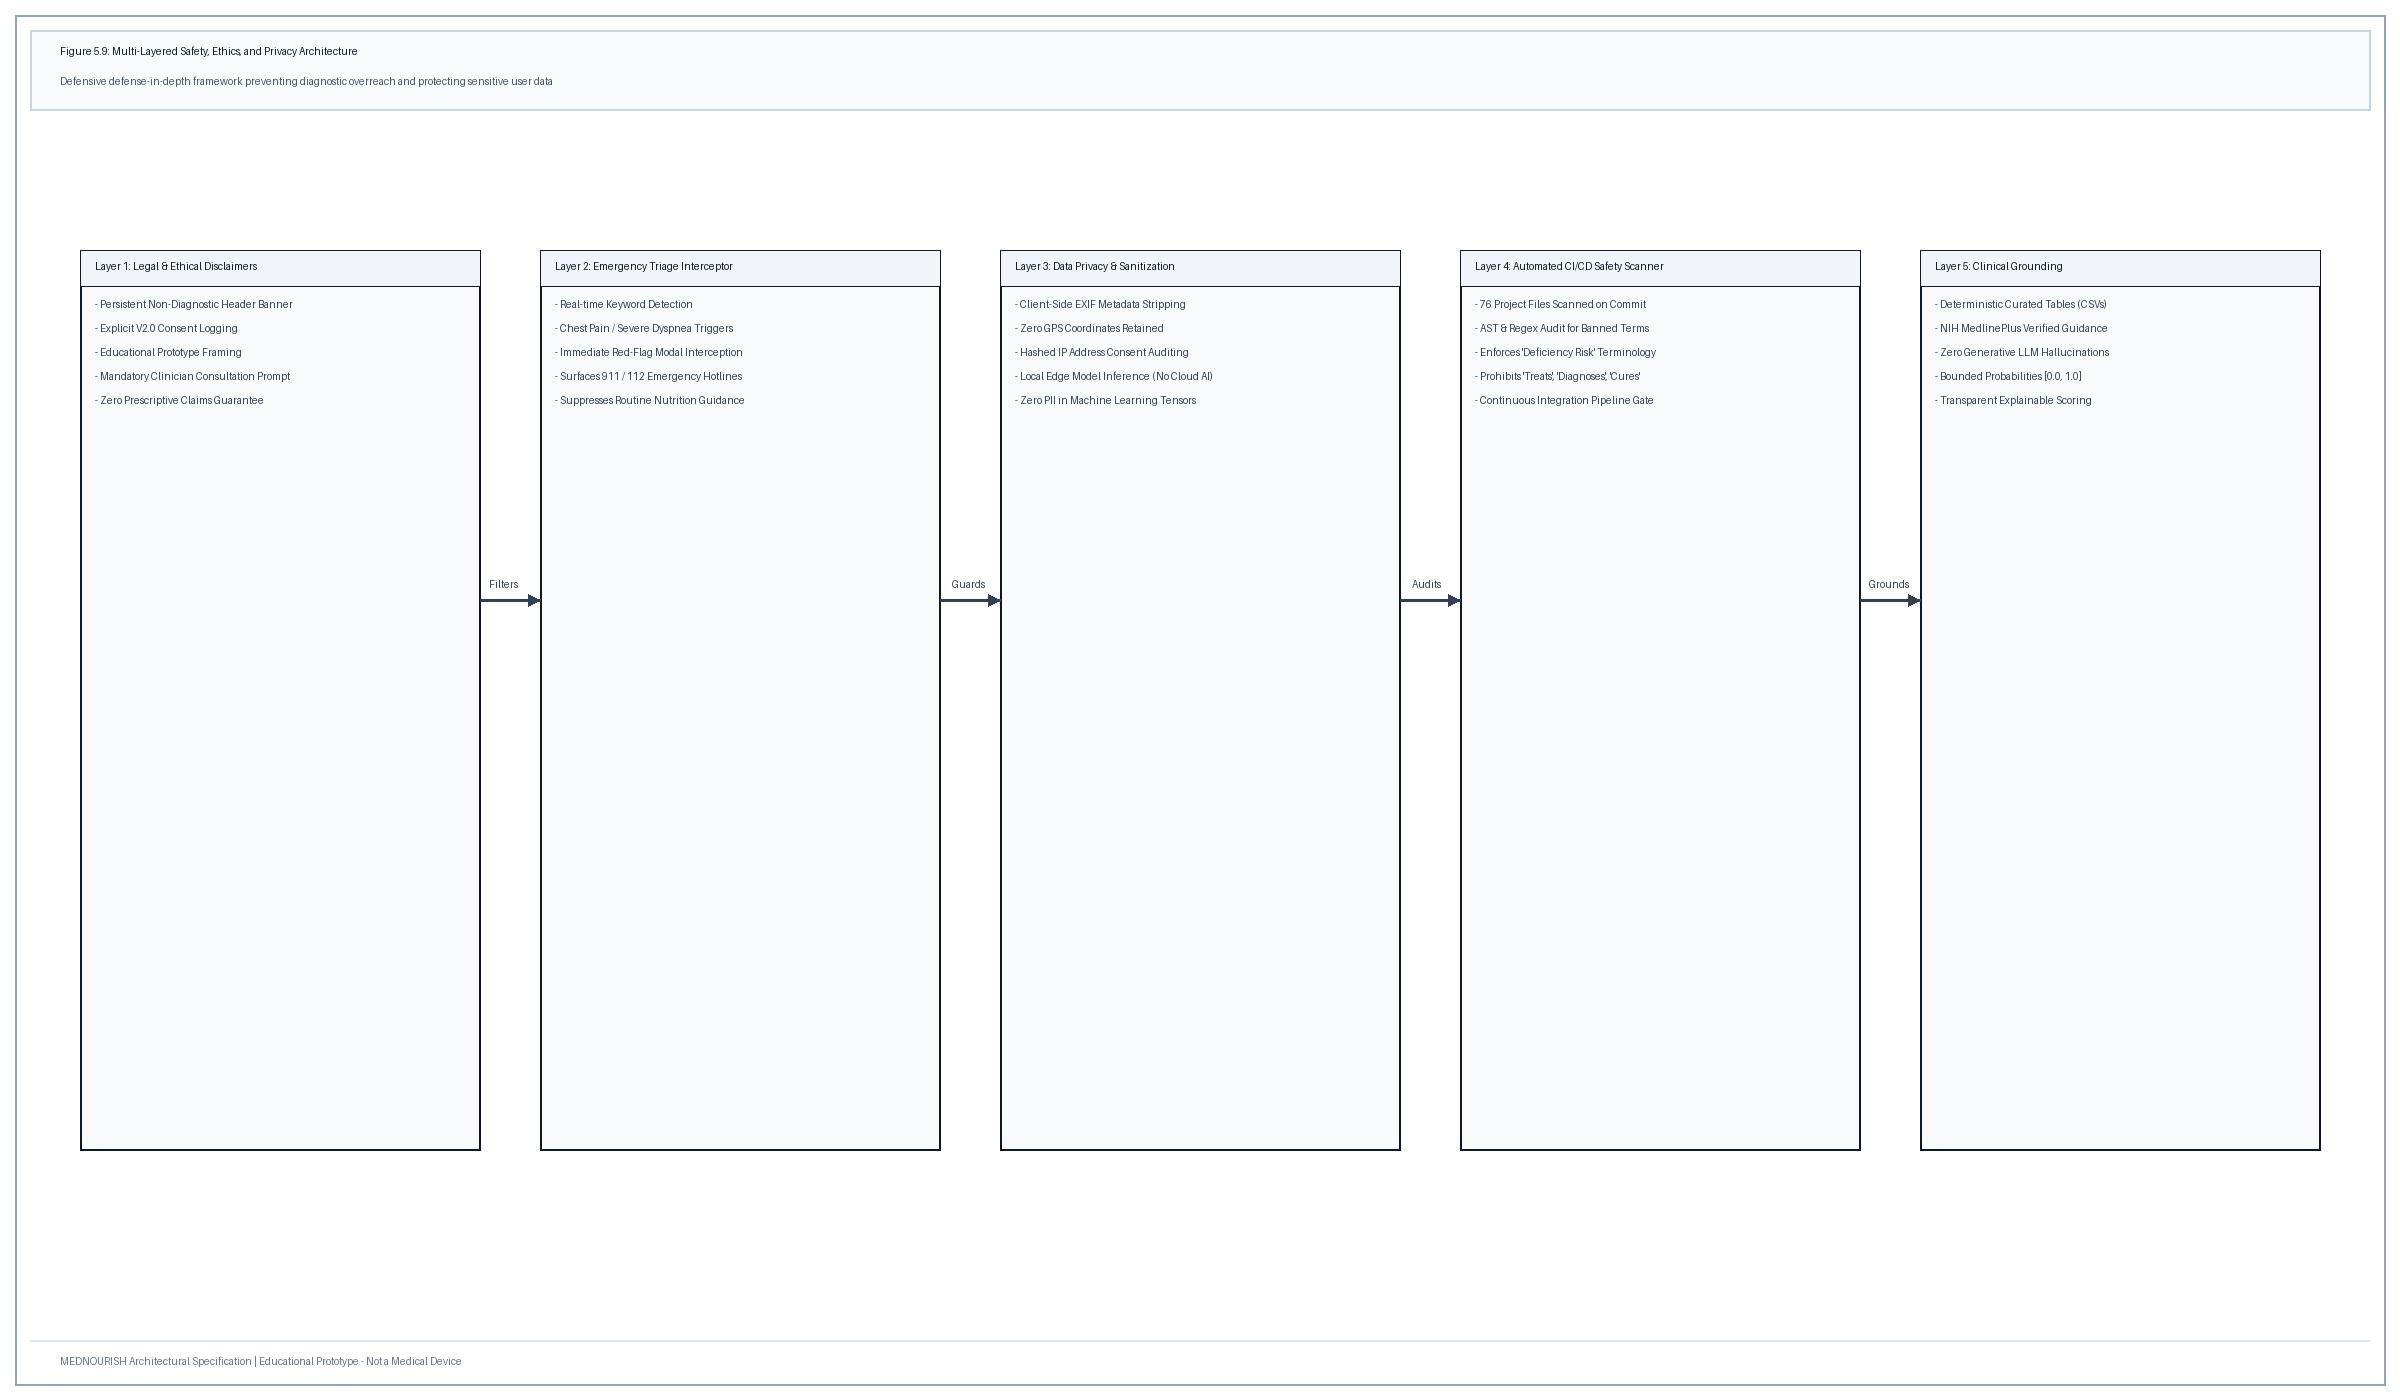 Figure 5.9: Multi-Layered Safety, Ethics, and Privacy Architecture
Defensive defense-in-depth framework preventing diagnostic overreach and protecting sensitive user data
Layer 1: Legal & Ethical Disclaimers
- Persistent Non-Diagnostic Header Banner
- Explicit V2.0 Consent Logging
- Educational Prototype Framing
- Mandatory Clinician Consultation Prompt
- Zero Prescriptive Claims Guarantee
Filters
Layer 2: Emergency Triage Interceptor
- Real-time Keyword Detection
- Chest Pain / Severe Dyspnea Triggers
- Immediate Red-Flag Modal Interception
- Surfaces 911 / 112 Emergency Hotlines
- Suppresses Routine Nutrition Guidance
Guards
Layer 3: Data Privacy & Sanitization
- Client-Side EXIF Metadata Stripping
- Zero GPS Coordinates Retained
- Hashed IP Address Consent Auditing
- Local Edge Model Inference (No Cloud AI)
- Zero PII in Machine Learning Tensors
Audits
Layer 4: Automated CI/CD Safety Scanner
- 76 Project Files Scanned on Commit
- AST & Regex Audit for Banned Terms
- Enforces 'Deficiency Risk' Terminology
- Prohibits 'Treats', 'Diagnoses', 'Cures'
- Continuous Integration Pipeline Gate
Grounds
Layer 5: Clinical Grounding
- Deterministic Curated Tables (CSVs)
- NIH MedlinePlus Verified Guidance
- Zero Generative LLM Hallucinations
- Bounded Probabilities [0.0, 1.0]
- Transparent Explainable Scoring
MEDNOURISH Architectural Specification | Educational Prototype - Not a Medical Device